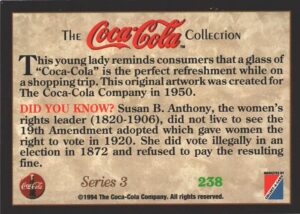 The Coca-Cola Collection
This young lady reminds consumers that a glass of
"Coca-Cola" is the perfect refreshment while on
a shopping trip. This original artwork was created for
The Coca-Cola Company in 1950.
DID YOU KNOW? Susan B. Anthony, the women's
rights leader (1820-1906), did not live to see the
19th Amendment adopted which gave women the
right to vote in 1920. She did vote illegally in an
election in 1872 and refused to pay the resulting
fine.
Coca-Cola
Series 3
238
©1994 The Coca-Cola Company. All rights reserved.